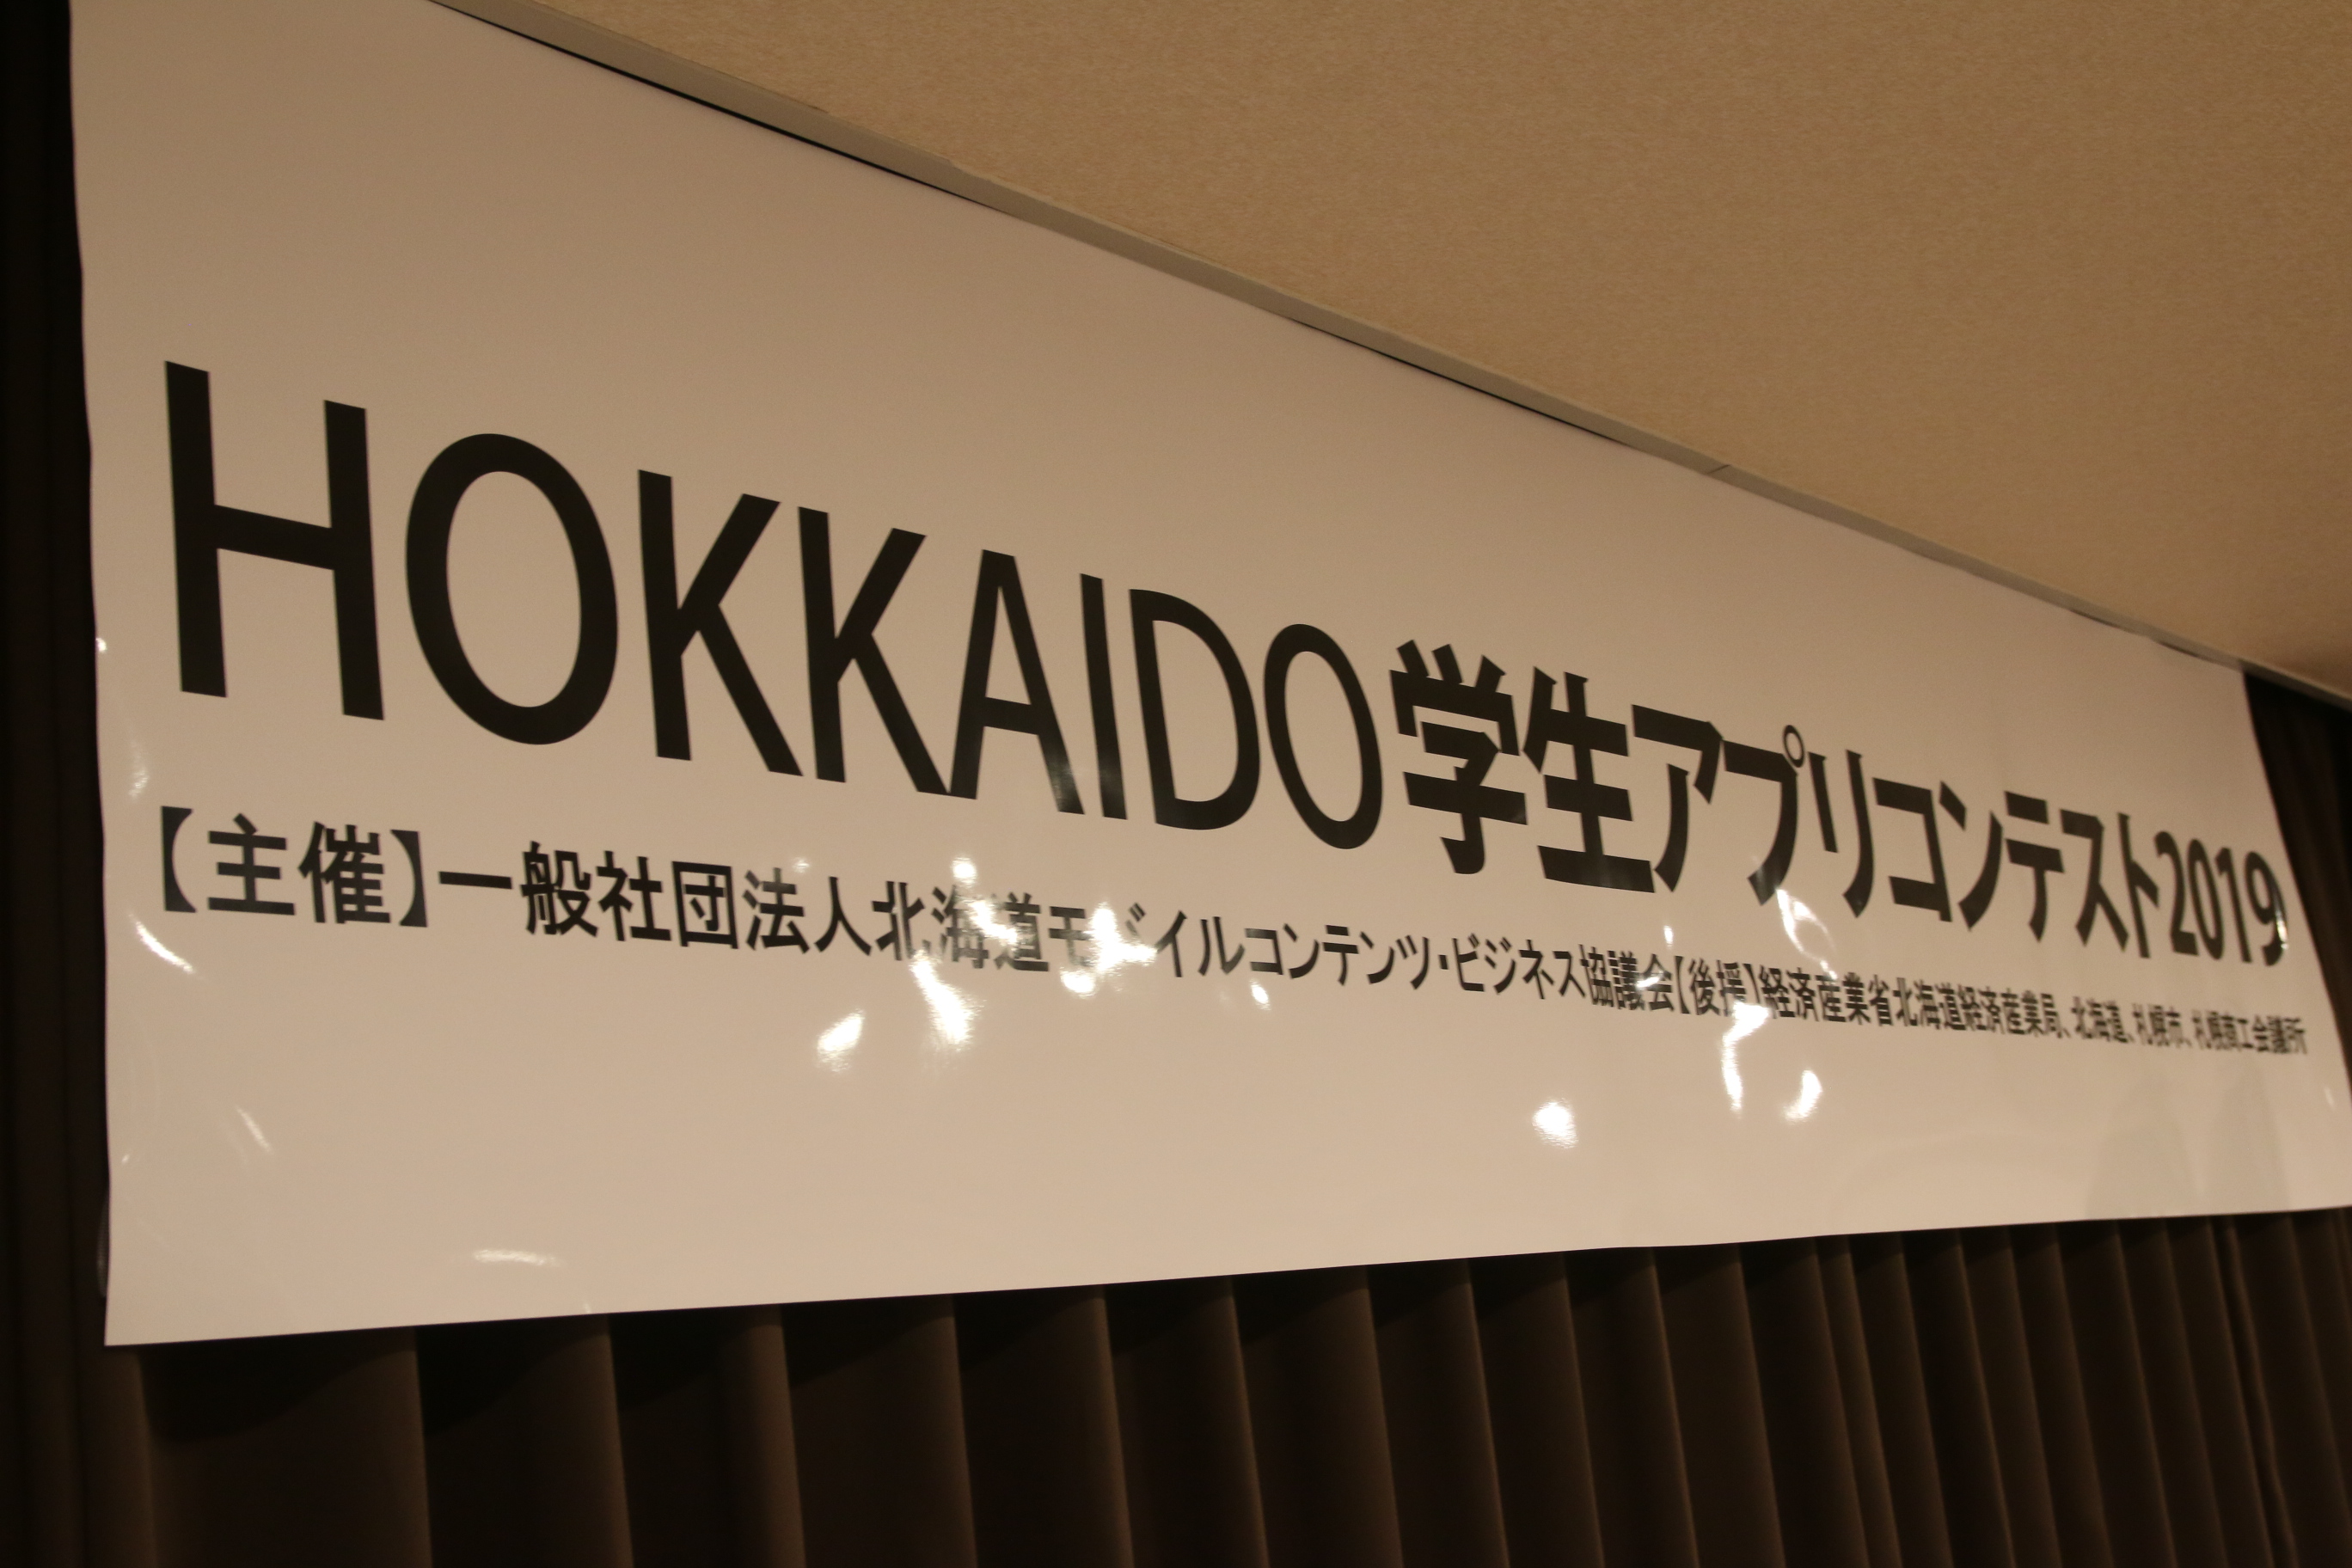 HOKKAIDO学生アプリコンテスト2019
【主催】一般社団法人北海道モバイルコンテンツ・ビジネス協議会【後援】経済産業省北海道経済産業局、北海道、札幌市、札幌商工会議所